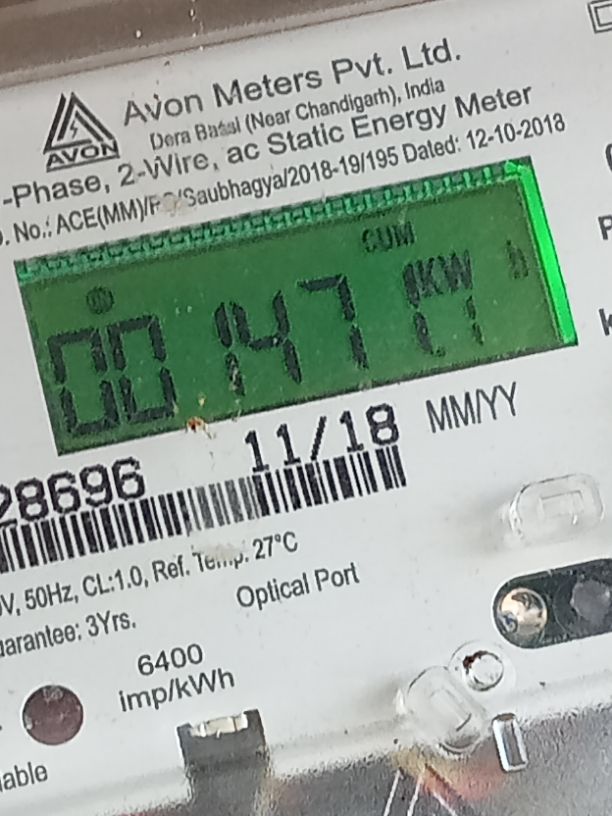 AVON
Avon Meters Pvt. Ltd.
Dera Bassi (Near Chandigarh), India
-Phase, 2-Wire, ac Static Energy Meter
No.: ACE(MM)/ /Saubhagya/2018-19/195 Dated: 12-10-2018
CUM
KW h
00147
28696 11/18 MM/YY
V, 50Hz, CL:1.0, Ref. Temp. 27°C
uarantee: 3Yrs.
Optical Port
6400
imp/kWh